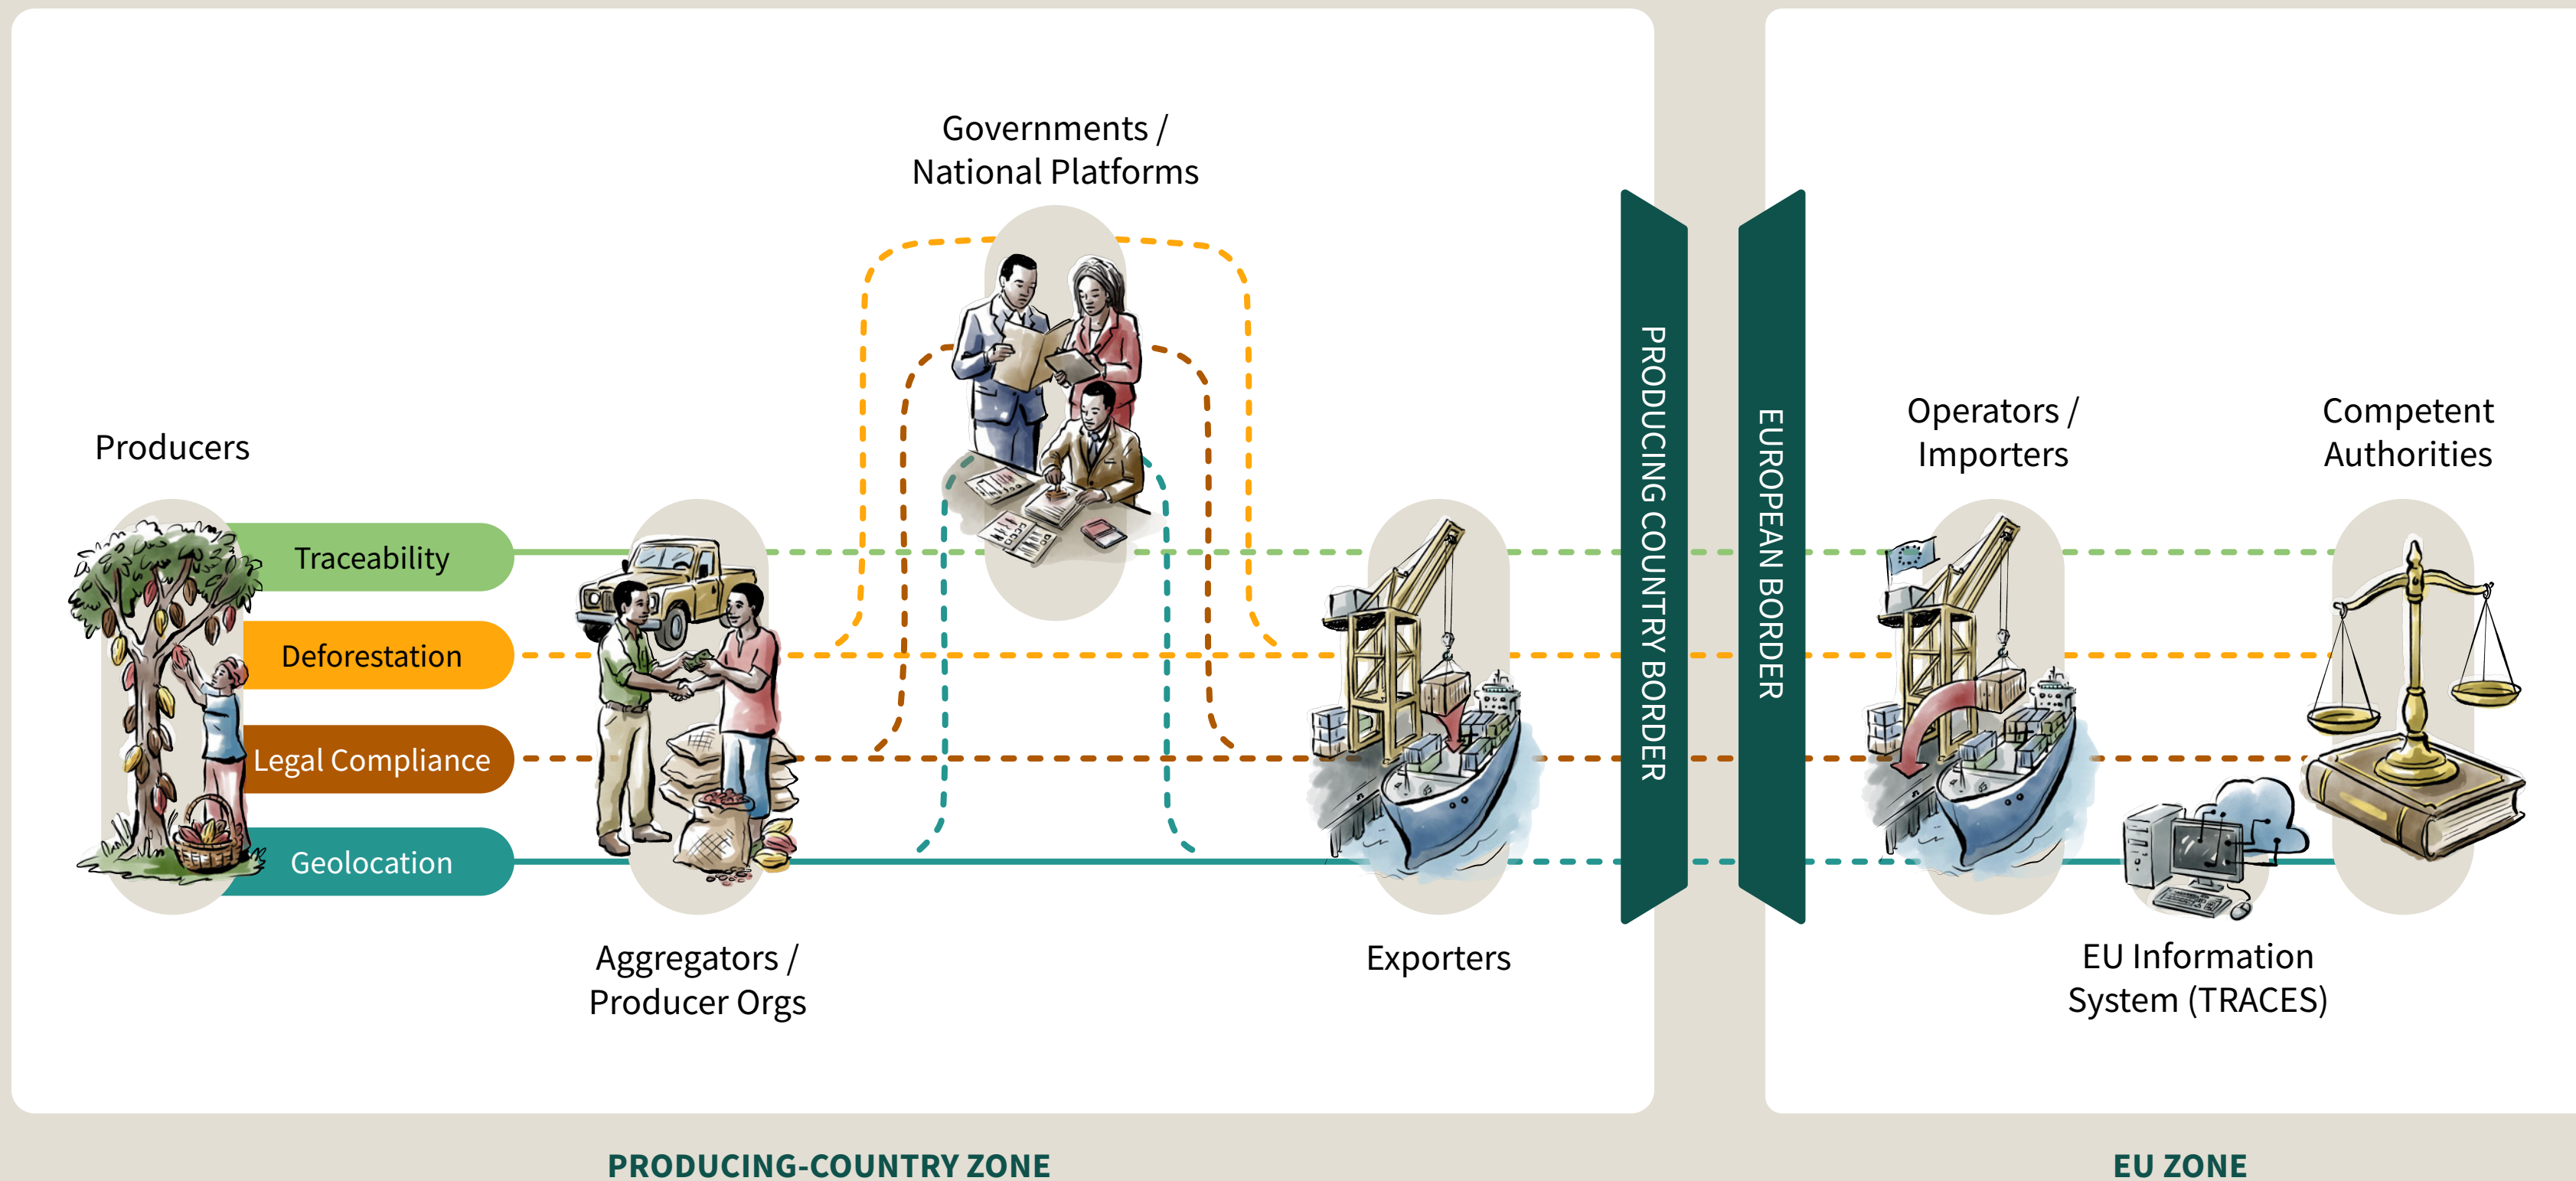 Governments /
National Platforms
Producers
Traceability
Deforestation
Legal Compliance
Geolocation
Aggregators /
Producer Orgs
Exporters
PRODUCING COUNTRY BORDER
EUROPEAN BORDER
Operators /
Importers
Competent
Authorities
EU Information
System (TRACES)
PRODUCING-COUNTRY ZONE
EU ZONE